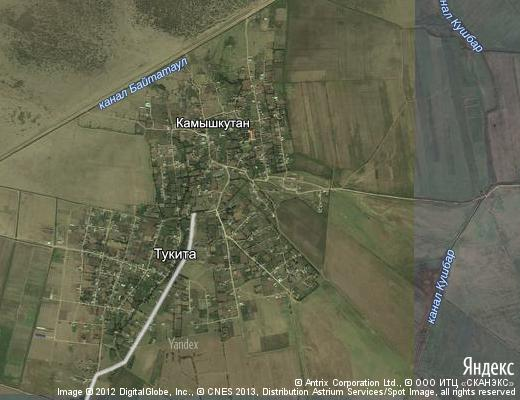 канал Кушбар
канал Байтатаул
Камышкутан
Тукита
канал Кушбар
Yandex
Яндекс
© Antrix Corporation Ltd., © ООО ИТЦ «СКАНЭКС»
Image © 2012 DigitalGlobe, Inc., © CNES 2013, Distribution Astrium Services/Spot Image, all rights reserved